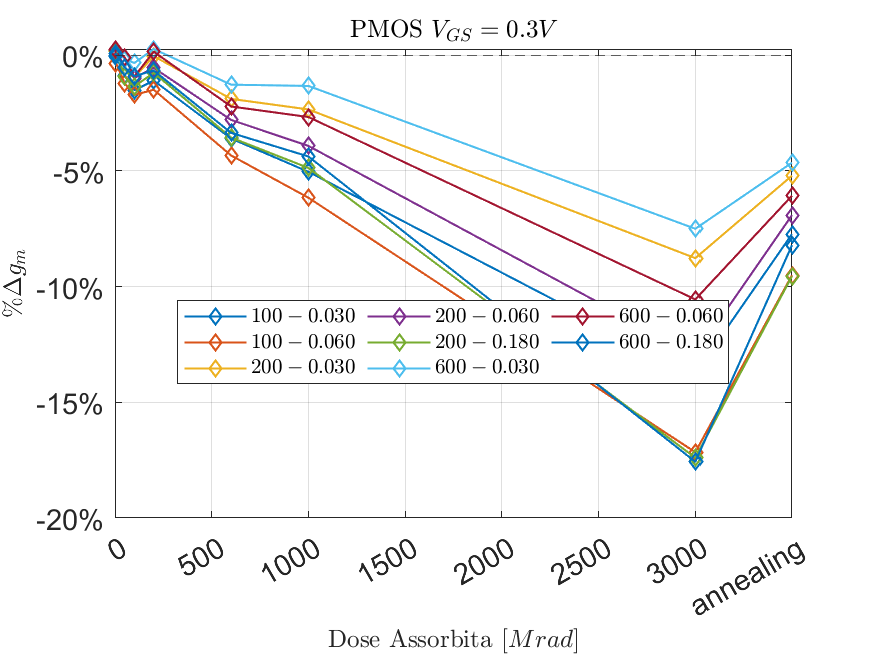 PMOS V_{GS} = 0.3V
0%
-5%
-10%
-15%
-20%
%Δg_m
100 − 0.030 200 − 0.060 600 − 0.060
100 − 0.060 200 − 0.180 600 − 0.180
200 − 0.030 600 − 0.030
0 500 1000 1500 2000 2500 3000 annealing
Dose Assorbita [Mrad]